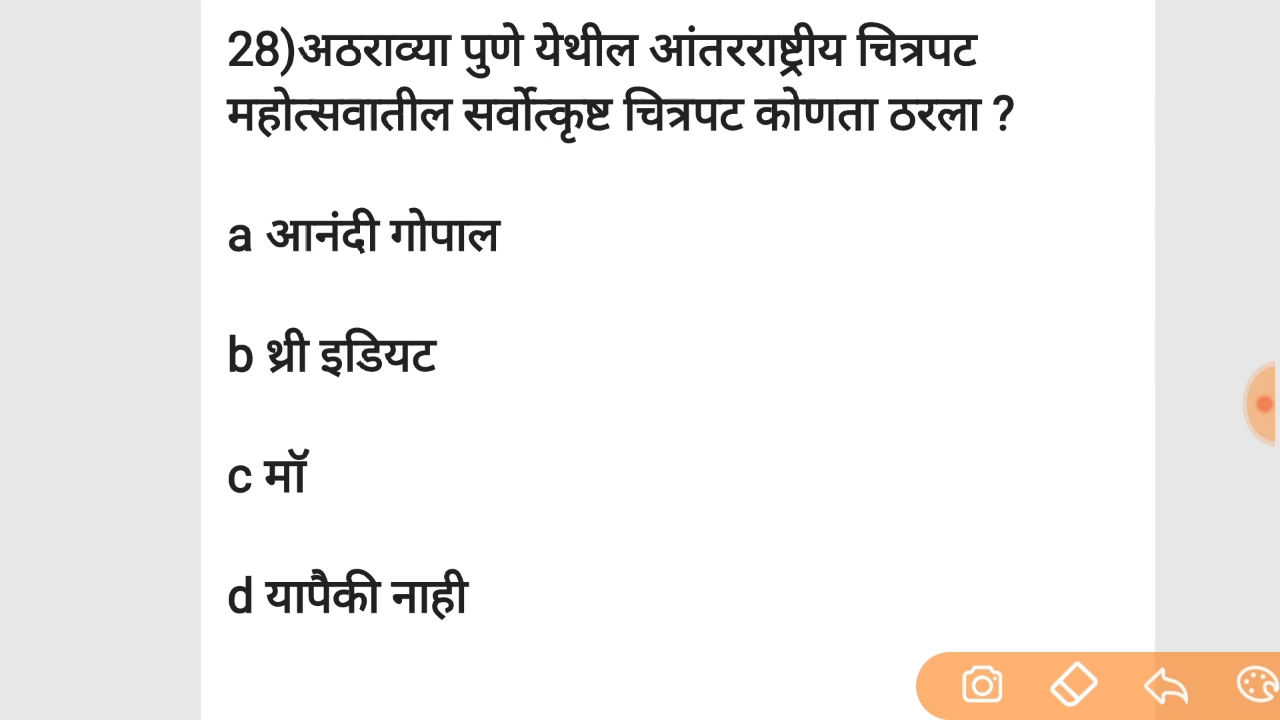 28)अठराव्या पुणे येथील आंतरराष्ट्रीय चित्रपट
महोत्सवातील सर्वोत्कृष्ट चित्रपट कोणता ठरला ?
a आनंदी गोपाल
b थ्री इडियट
c मॉ
d यापैकी नाही